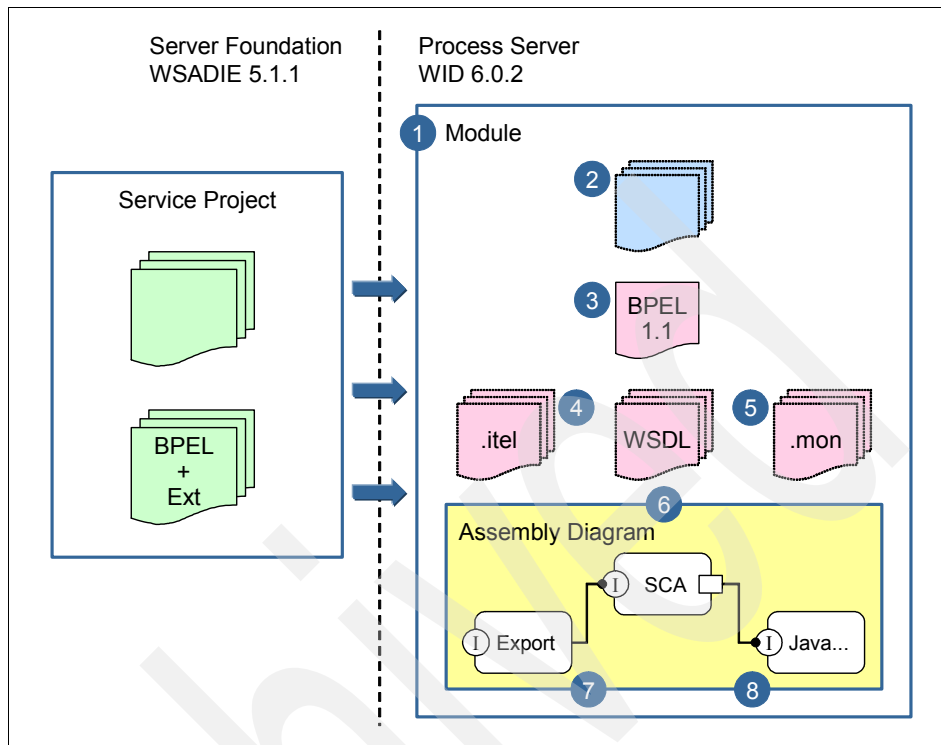 Server Foundation
WSADIE 5.1.1
Process Server
WID 6.0.2
Service Project
BPEL
+
Ext
1 Module
2
3 BPEL
1.1
.itel 4 WSDL 5 .mon
6
Assembly Diagram
I SCA
I Export I Java...
7 8